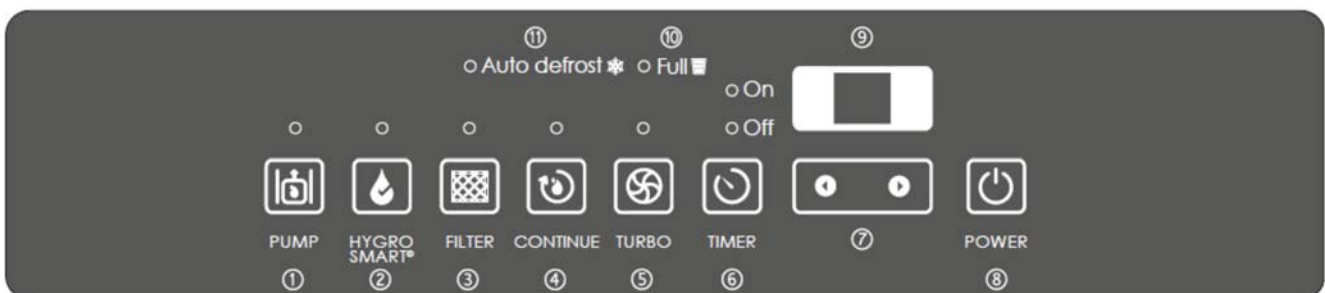 ⑪ ⑩ ⑨
Auto defrost Full
On
Off
PUMP HYGRO SMART® FILTER CONTINUE TURBO TIMER ⑦ POWER
① ② ③ ④ ⑤ ⑥ ⑧